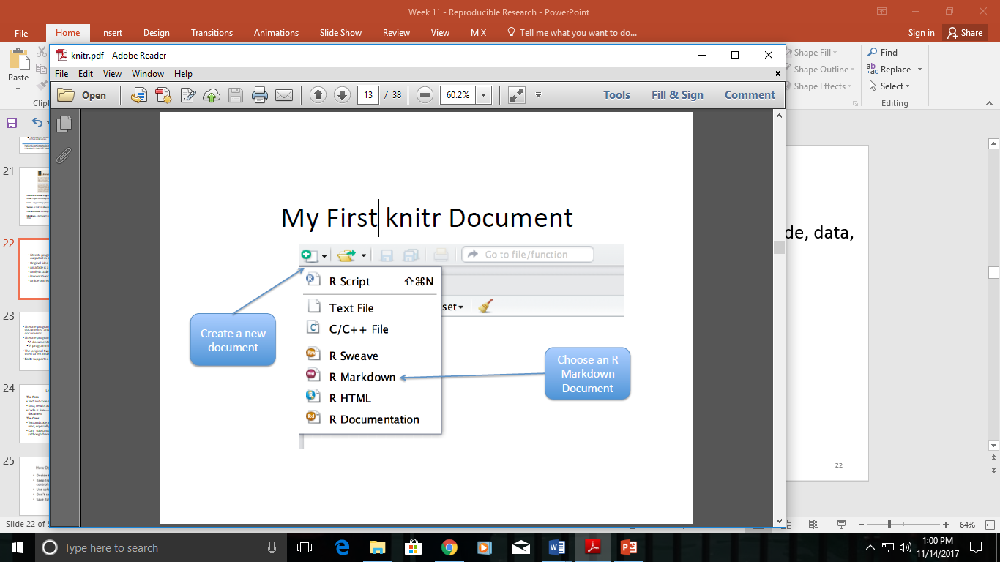 Week 11 - Reproducible Research - PowerPoint
File Home Insert Design Transitions Animations Slide Show Review View MIX Tell me what you want to do... Sign in Share
knitr.pdf - Adobe Reader
File Edit View Window Help
Open 13 / 38 60.2% Tools Fill & Sign Comment
Paste
Shape Fill
Shape Outline
Shape Effects
Find
Replace
Select
Editing
21
22
23
24
The Pros
The Cons
25
My First knitr Document
Go to file/function
R Script ⇧⌘N
Text File
C/C++ File
R Sweave
R Markdown
R HTML
R Documentation
Create a new
document
Choose an R
Markdown
Document
data,
22
Slide 22 of
64%
Type here to search
1:00 PM
11/14/2017